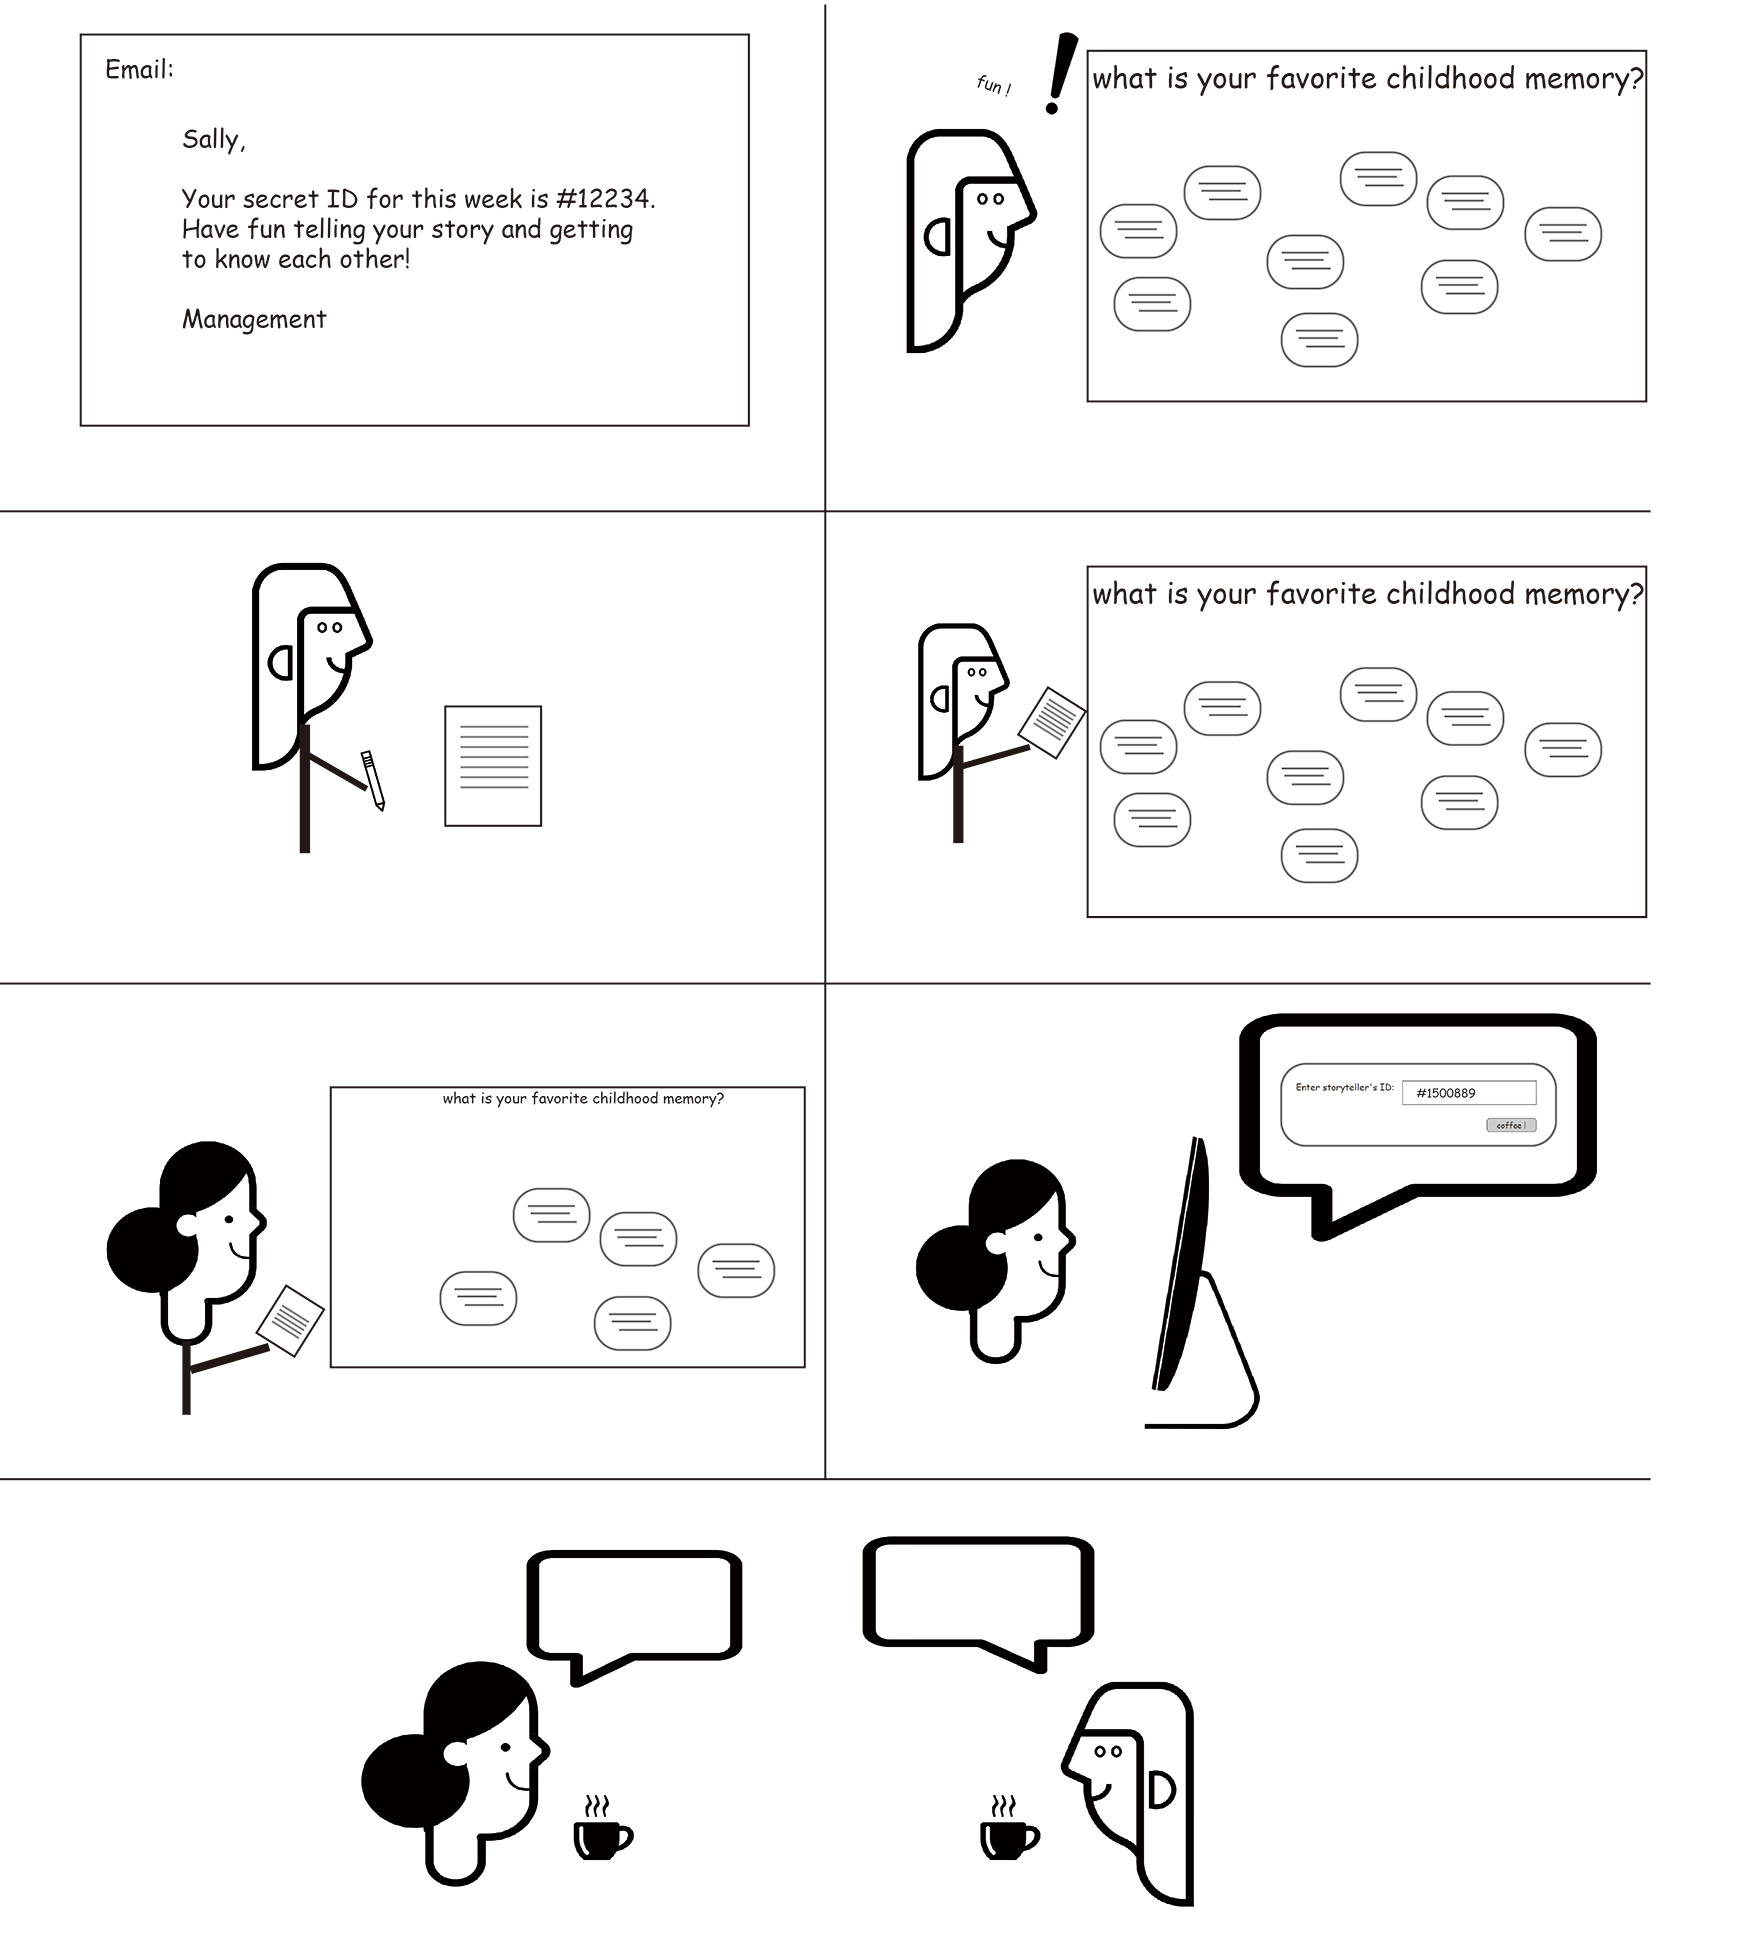 Email:
Sally,
Your secret ID for this week is #12234.
Have fun telling your story and getting
to know each other!
Management
fun !
what is your favorite childhood memory?
what is your favorite childhood memory?
what is your favorite childhood memory?
Enter storyteller's ID:
#1500889
coffee !